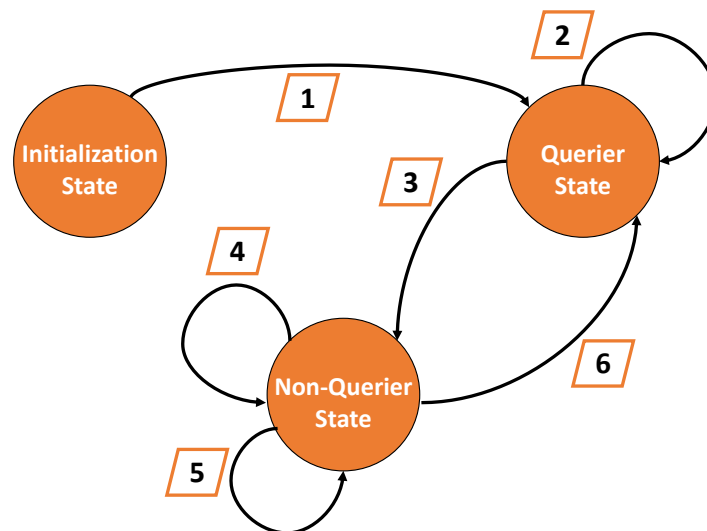 2
1
Initialization
State
Querier
State
3
4
6
Non-Querier
State
5